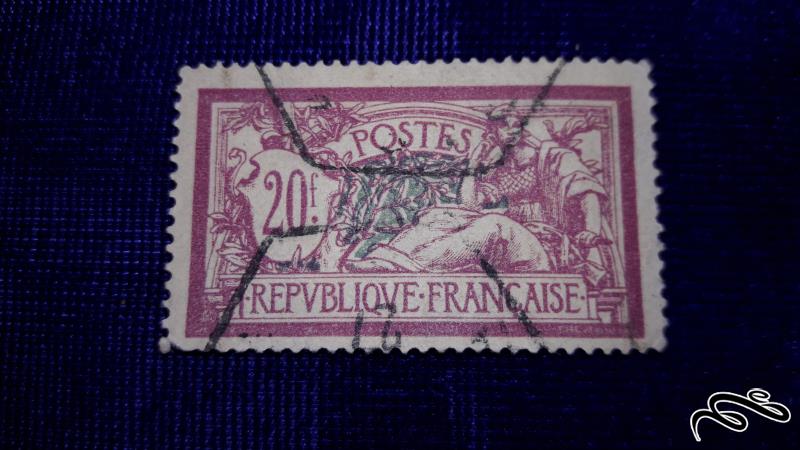 POSTES
20f.
·REPVBLIQVE·FRANÇAISE·